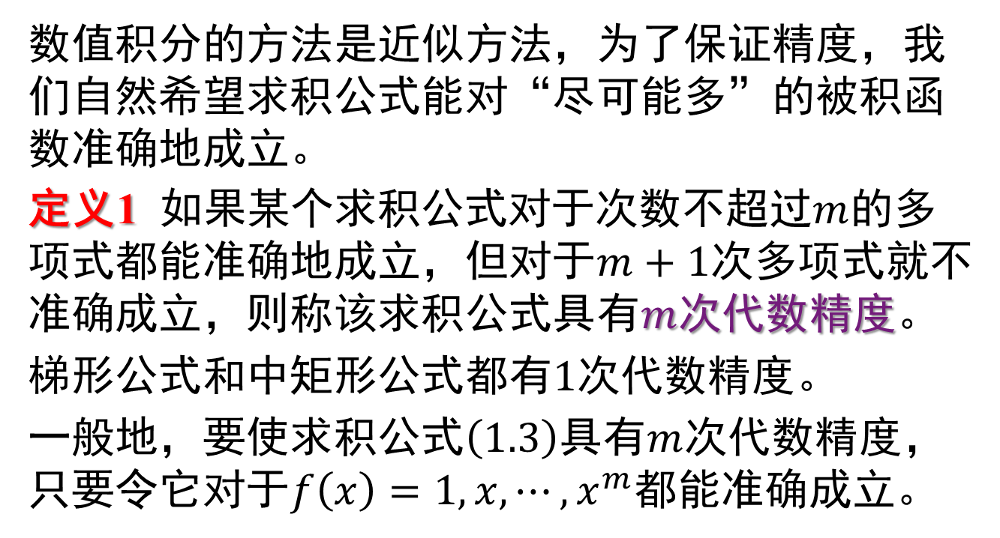 数值积分的方法是近似方法，为了保证精度，我
们自然希望求积公式能对“尽可能多”的被积函
数准确地成立。
定义1 如果某个求积公式对于次数不超过m的多
项式都能准确地成立，但对于m + 1次多项式就不
准确成立，则称该求积公式具有m次代数精度。
梯形公式和中矩形公式都有1次代数精度。
一般地，要使求积公式(1.3)具有m次代数精度，
只要令它对于f(x) = 1, x, ⋯ , x^m都能准确成立。